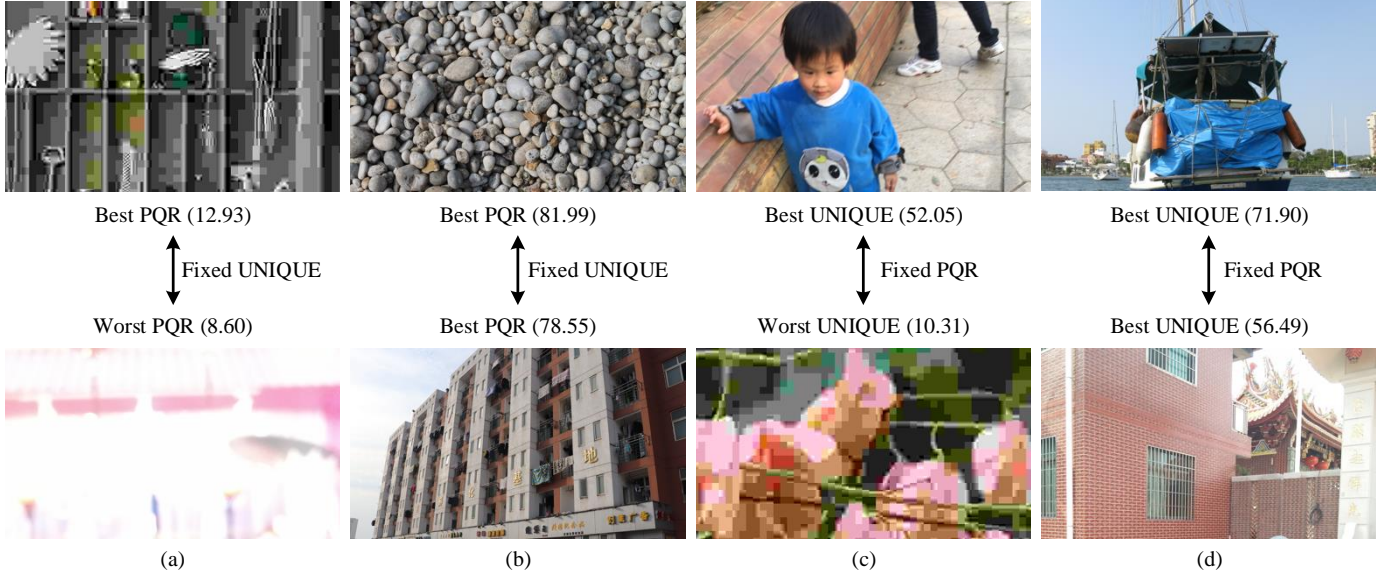 Best PQR (12.93)
Fixed UNIQUE
Worst PQR (8.60)
(a)
Best PQR (81.99)
Fixed UNIQUE
Best PQR (78.55)
地
(b)
Best UNIQUE (52.05)
Fixed PQR
Worst UNIQUE (10.31)
(c)
Best UNIQUE (71.90)
Fixed PQR
Best UNIQUE (56.49)
(d)